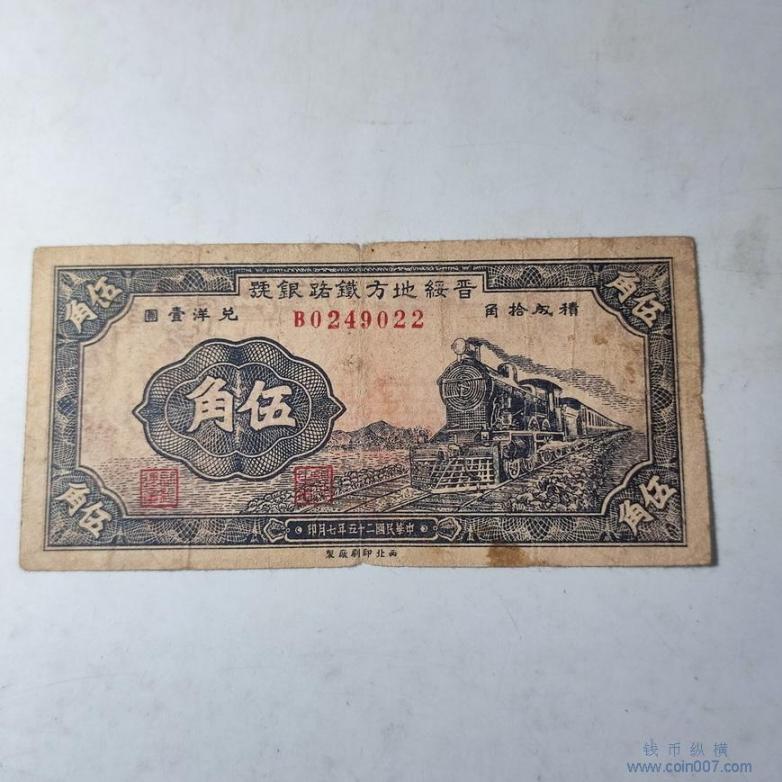 晋綏地方鐵路銀號
積成拾角
兑洋壹圓
B0249022
伍角
伍角
伍角
伍角
伍角
中華民國二十五年七月印
西北印刷廠製
钱币纵横
www.coin007.com